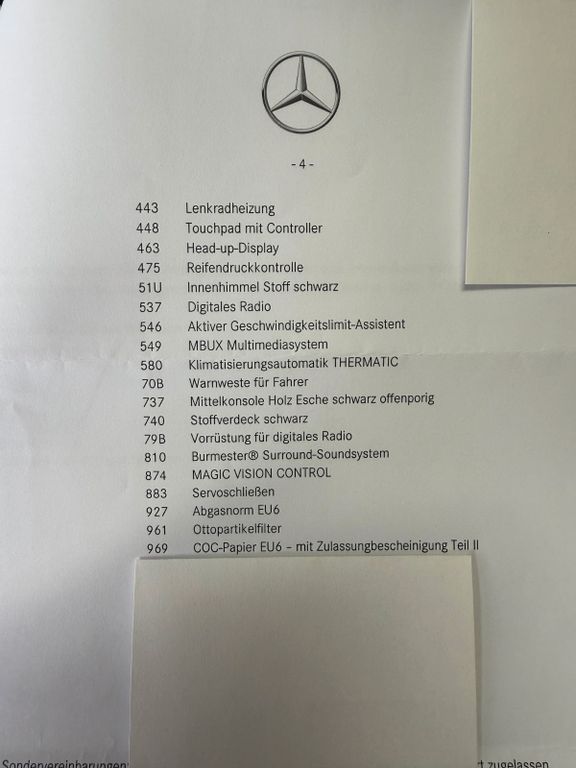 - 4 -
443 Lenkradheizung
448 Touchpad mit Controller
463 Head-up-Display
475 Reifendruckkontrolle
51U Innenhimmel Stoff schwarz
537 Digitales Radio
546 Aktiver Geschwindigkeitslimit-Assistent
549 MBUX Multimediasystem
580 Klimatisierungsautomatik THERMATIC
70B Warnweste für Fahrer
737 Mittelkonsole Holz Esche schwarz offenporig
740 Stoffverdeck schwarz
79B Vorrüstung für digitales Radio
810 Burmester® Surround-Soundsystem
874 MAGIC VISION CONTROL
883 Servoschließen
927 Abgasnorm EU6
961 Ottopartikelfilter
969 COC-Papier EU6 – mit Zulassungbescheinigung Teil II
Sondervereinbarungen: zugelassen